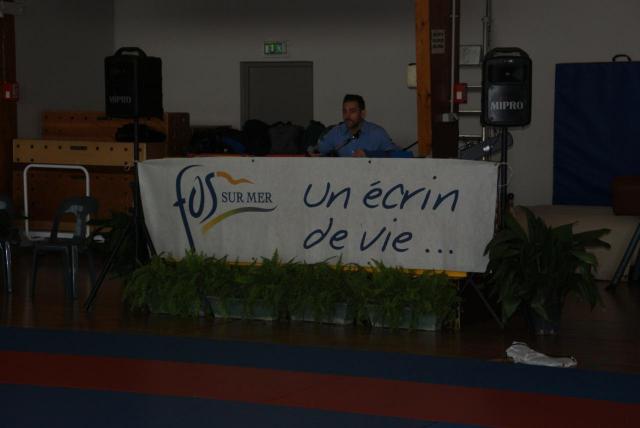 MIPRO
MIPRO
fos
SUR MER
Un écrin
de vie ...